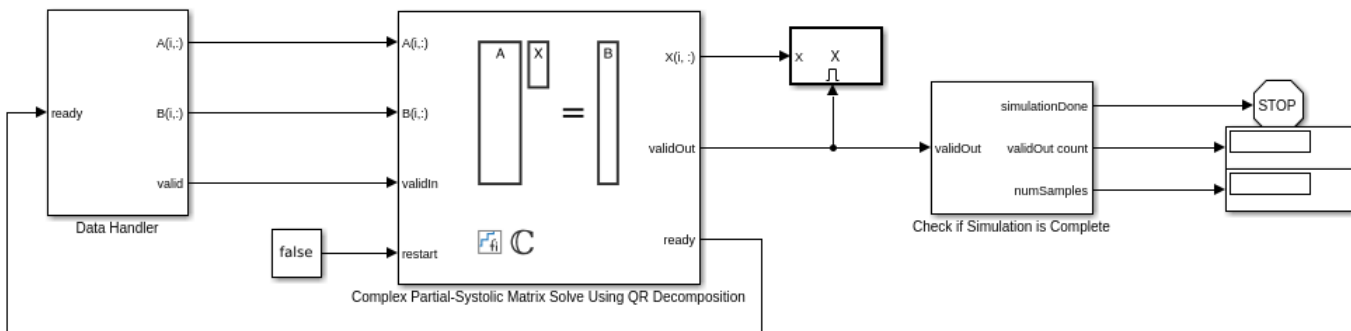 A(i,:)
B(i,:)
valid
ready
Data Handler
false
A(i,:)
B(i,:)
validIn
restart
A X = B
fi ℂ
X(i, :)
validOut
ready
Complex Partial-Systolic Matrix Solve Using QR Decomposition
x X
validOut
simulationDone
validOut count
numSamples
Check if Simulation is Complete
STOP